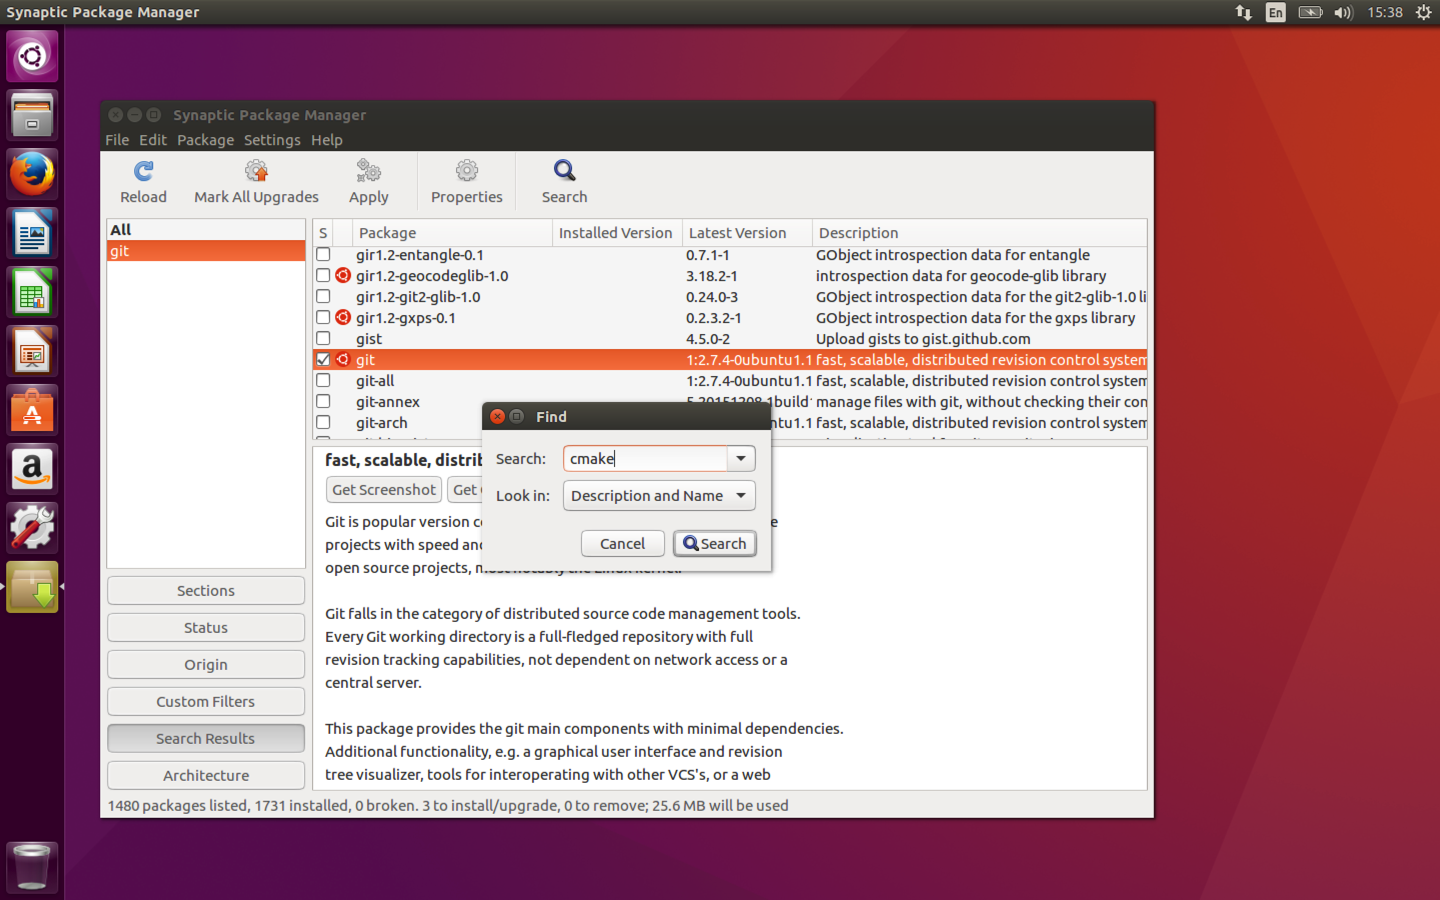 Synaptic Package Manager
En
15:38
Synaptic Package Manager
File Edit Package Settings Help
Reload Mark All Upgrades Apply Properties Search
All
git
S Package Installed Version Latest Version Description
gir1.2-entangle-0.1 0.7.1-1 GObject introspection data for entangle
gir1.2-geocodeglib-1.0 3.18.2-1 introspection data for geocode-glib library
gir1.2-git2-glib-1.0 0.24.0-3 GObject introspection data for the git2-glib-1.0 li
gir1.2-gxps-0.1 0.2.3.2-1 GObject introspection data for the gxps library
gist 4.5.0-2 Upload gists to gist.github.com
git 1:2.7.4-0ubuntu1.1 fast, scalable, distributed revision control system
git-all 1:2.7.4-0ubuntu1.1 fast, scalable, distributed revision control system
git-annex manage files with git, without checking their con
git-arch fast, scalable, distributed revision control system
Find
Search: cmake
Look in: Description and Name
Cancel Search
fast, scalable, distrib
Get Screenshot Get
Git is popular version c
projects with speed and
open source projects, most notably the Linux kernel.
Git falls in the category of distributed source code management tools.
Every Git working directory is a full-fledged repository with full
revision tracking capabilities, not dependent on network access or a
central server.
This package provides the git main components with minimal dependencies.
Additional functionality, e.g. a graphical user interface and revision
tree visualizer, tools for interoperating with other VCS's, or a web
Sections
Status
Origin
Custom Filters
Search Results
Architecture
1480 packages listed, 1731 installed, 0 broken. 3 to install/upgrade, 0 to remove; 25.6 MB will be used